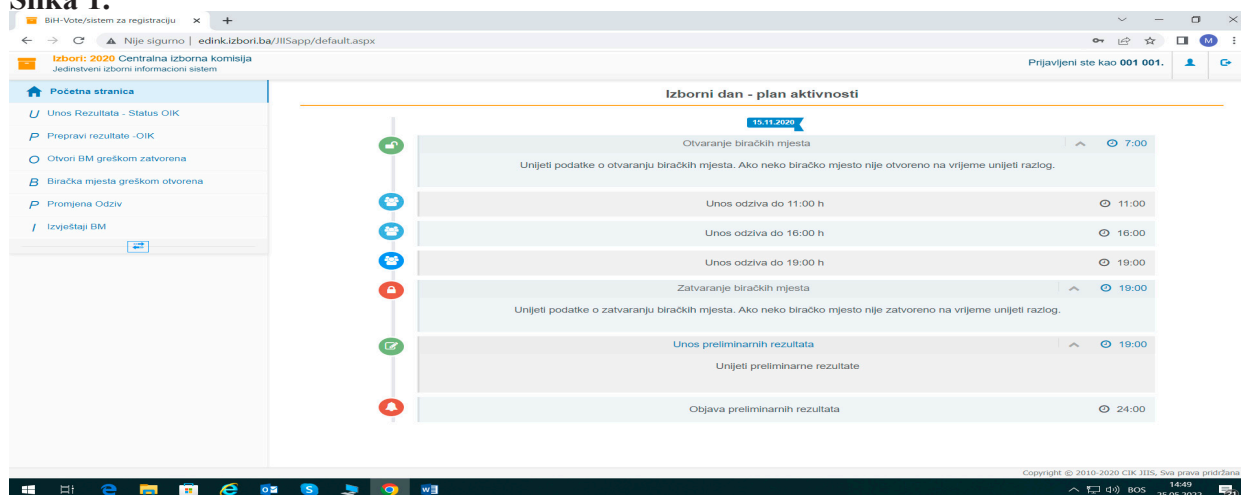 Slika 1.
BiH-Vote/sistem za registraciju
Nije sigurno | edink.izbori.ba/JIISapp/default.aspx
Izbori: 2020 Centralna izborna komisija
Jedinstveni izborni informacioni sistem
Prijavljeni ste kao 001 001.
M
Početna stranica
U Unos Rezultata - Status OIK
P Prepravi rezultate -OIK
O Otvori BM greškom zatvorena
B Biračka mjesta greškom otvorena
P Promjena Odziv
I Izvještaji BM
Izborni dan - plan aktivnosti
15.11.2020
Otvaranje biračkih mjesta 7:00
Unijeti podatke o otvaranju biračkih mjesta. Ako neko biračko mjesto nije otvoreno na vrijeme unijeti razlog.
Unos odziva do 11:00 h 11:00
Unos odziva do 16:00 h 16:00
Unos odziva do 19:00 h 19:00
Zatvaranje biračkih mjesta 19:00
Unijeti podatke o zatvaranju biračkih mjesta. Ako neko biračko mjesto nije zatvoreno na vrijeme unijeti razlog.
Unos preliminarnih rezultata 19:00
Unijeti preliminarne rezultate
Objava preliminarnih rezultata 24:00
Copyright © 2010-2020 CIK JIIS, Sva prava pridržana
BOS
14:49
25.05.2022